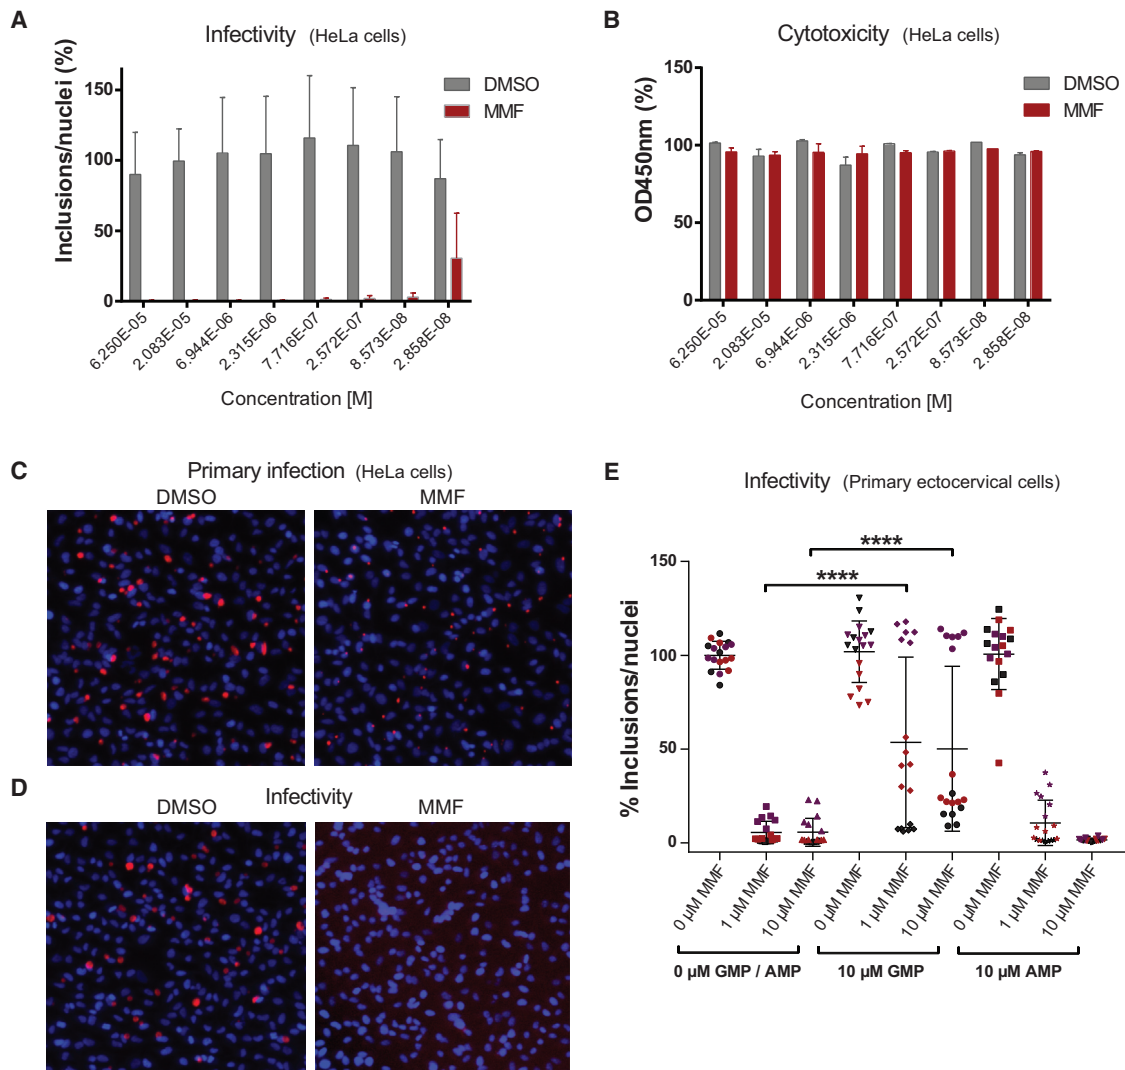 A
Infectivity (HeLa cells)
Inclusions/nuclei (%)
150
100
50
0
DMSO
MMF
6.250E-05
2.083E-05
6.944E-06
2.315E-06
7.716E-07
2.572E-07
8.573E-08
2.858E-08
Concentration [M]
B
Cytotoxicity (HeLa cells)
OD450nm (%)
150
100
50
0
DMSO
MMF
6.250E-05
2.083E-05
6.944E-06
2.315E-06
7.716E-07
2.572E-07
8.573E-08
2.858E-08
Concentration [M]
C
Primary infection (HeLa cells)
DMSO
MMF
D
Infectivity
DMSO
MMF
E
Infectivity (Primary ectocervical cells)
% Inclusions/nuclei
150
100
50
0
****
****
0 µM MMF
1 µM MMF
10 µM MMF
0 µM MMF
1 µM MMF
10 µM MMF
0 µM MMF
1 µM MMF
10 µM MMF
0 µM GMP / AMP
10 µM GMP
10 µM AMP